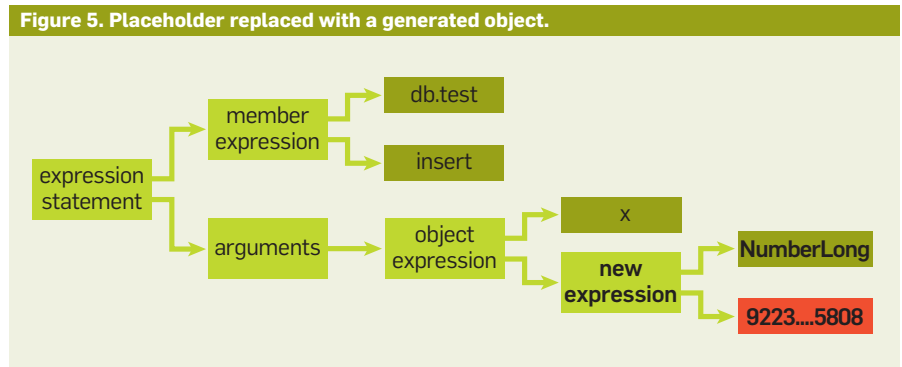 Figure 5. Placeholder replaced with a generated object.
expression
statement
member
expression
db.test
insert
arguments
object
expression
x
new
expression
NumberLong
9223....5808